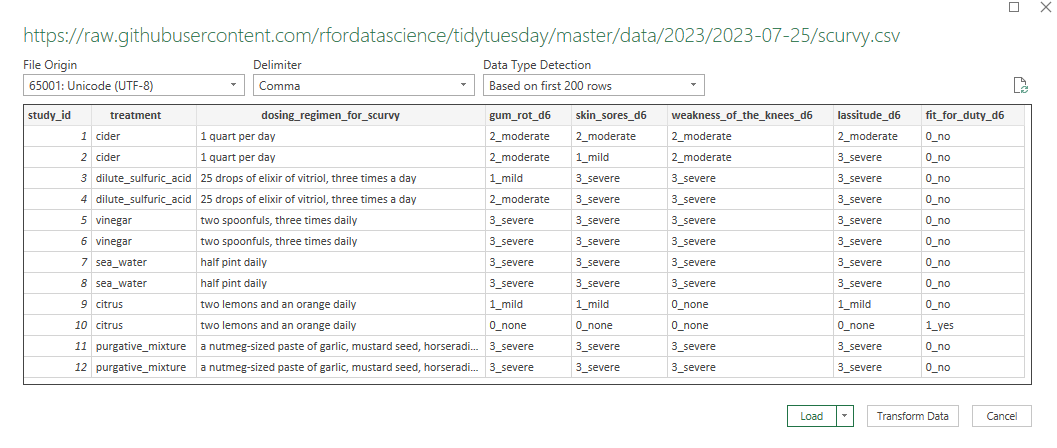 https://raw.githubusercontent.com/rfordatascience/tidytuesday/master/data/2023/2023-07-25/scurvy.csv
File Origin Delimiter Data Type Detection
65001: Unicode (UTF-8) Comma Based on first 200 rows
study_id treatment dosing_regimen_for_scurvy gum_rot_d6 skin_sores_d6 weakness_of_the_knees_d6 lassitude_d6 fit_for_duty_d6
1 cider 1 quart per day 2_moderate 2_moderate 2_moderate 2_moderate 0_no
2 cider 1 quart per day 2_moderate 1_mild 2_moderate 3_severe 0_no
3 dilute_sulfuric_acid 25 drops of elixir of vitriol, three times a day 1_mild 3_severe 3_severe 3_severe 0_no
4 dilute_sulfuric_acid 25 drops of elixir of vitriol, three times a day 2_moderate 3_severe 3_severe 3_severe 0_no
5 vinegar two spoonfuls, three times daily 3_severe 3_severe 3_severe 3_severe 0_no
6 vinegar two spoonfuls, three times daily 3_severe 3_severe 3_severe 3_severe 0_no
7 sea_water half pint daily 3_severe 3_severe 3_severe 3_severe 0_no
8 sea_water half pint daily 3_severe 3_severe 3_severe 3_severe 0_no
9 citrus two lemons and an orange daily 1_mild 1_mild 0_none 1_mild 0_no
10 citrus two lemons and an orange daily 0_none 0_none 0_none 0_none 1_yes
11 purgative_mixture a nutmeg-sized paste of garlic, mustard seed, horseradi... 3_severe 3_severe 3_severe 3_severe 0_no
12 purgative_mixture a nutmeg-sized paste of garlic, mustard seed, horseradi... 3_severe 3_severe 3_severe 3_severe 0_no
Load Transform Data Cancel